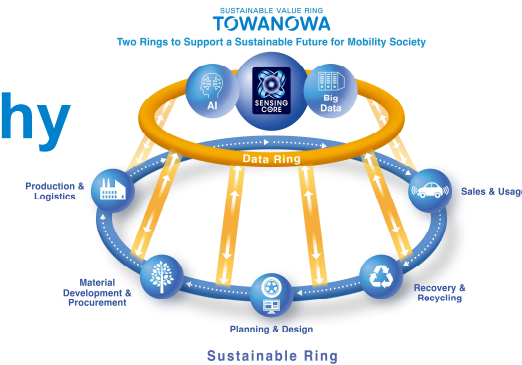 SUSTAINABLE VALUE RING
TOWANOWA
Two Rings to Support a Sustainable Future for Mobility Society
hy
AI
SENSING
CORE
Big
Data
Data Ring
Production &
Logistics
Sales & Usage
Material
Development &
Procurement
Recovery &
Recycling
Planning & Design
Sustainable Ring